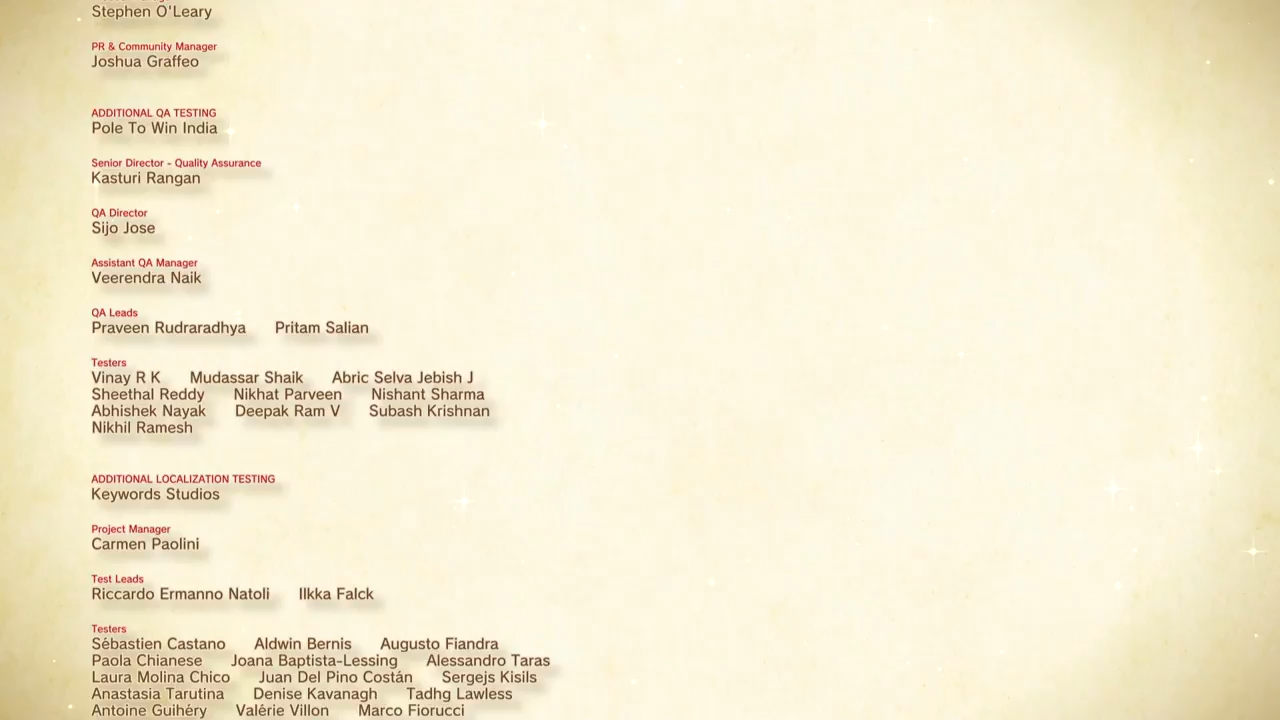 Stephen O'Leary
PR & Community Manager
Joshua Graffeo
ADDITIONAL QA TESTING
Pole To Win India
Senior Director - Quality Assurance
Kasturi Rangan
QA Director
Sijo Jose
Assistant QA Manager
Veerendra Naik
QA Leads
Praveen Rudraradhya Pritam Salian
Testers
Vinay R K Mudassar Shaik Abric Selva Jebish J
Sheethal Reddy Nikhat Parveen Nishant Sharma
Abhishek Nayak Deepak Ram V Subash Krishnan
Nikhil Ramesh
ADDITIONAL LOCALIZATION TESTING
Keywords Studios
Project Manager
Carmen Paolini
Test Leads
Riccardo Ermanno Natoli Ilkka Falck
Testers
Sébastien Castano Aldwin Bernis Augusto Fiandra
Paola Chianese Joana Baptista-Lessing Alessandro Taras
Laura Molina Chico Juan Del Pino Costán Sergejs Kisils
Anastasia Tarutina Denise Kavanagh Tadhg Lawless
Antoine Guihéry Valérie Villon Marco Fiorucci